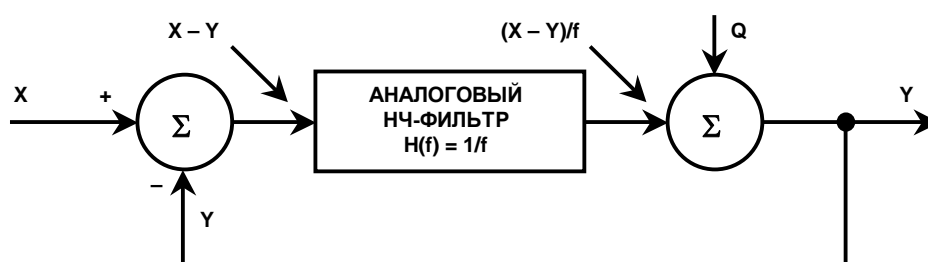 X – Y
(X – Y)/f
Q
X
+
Σ
АНАЛОГОВЫЙ
НЧ-ФИЛЬТР
H(f) = 1/f
Σ
Y
–
Y